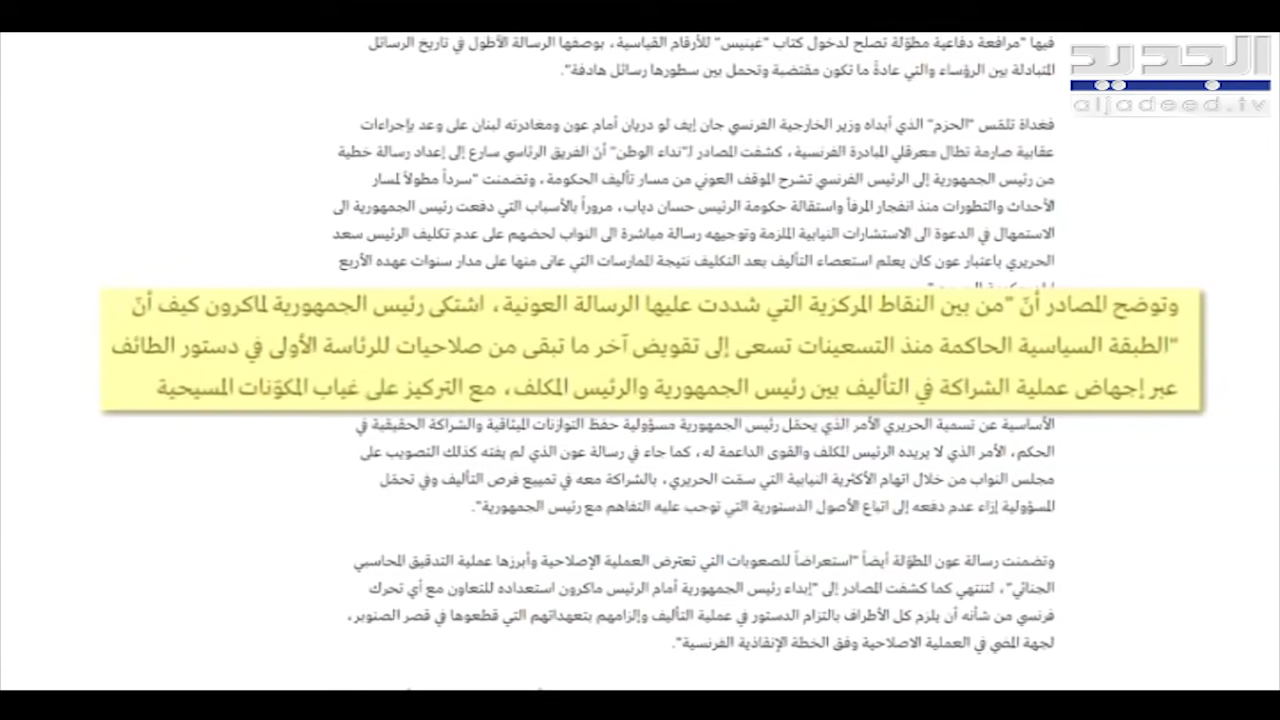 فيها "مرافعة دفاعية مطوّلة تصلح لدخول كتاب "غينيس" للأرقام القياسية، بوصفها الرسالة الأطول في تاريخ الرسائل
المتبادلة بين الرؤساء والتي عادةً ما تكون مقتضبة وتحمل بين سطورها رسائل هادفة".
الجديد
aljadeed.tv
فغداة تلمّس "الحزم" الذي أبداه وزير الخارجية الفرنسي جان إيف لو دريان أمام عون ومغادرته لبنان على وعد بإجراءات
عقابية صارمة تطال معرقلي المبادرة الفرنسية، كشفت المصادر لـ"نداء الوطن" أنّ الفريق الرئاسي سارع إلى إعداد رسالة خطية
من رئيس الجمهورية إلى الرئيس الفرنسي تشرح الموقف العوني من مسار تأليف الحكومة، وتضمنت "سرداً مطولاً لمسار
الأحداث والتطورات منذ انفجار المرفأ واستقالة حكومة الرئيس حسان دياب، مروراً بالأسباب التي دفعت رئيس الجمهورية الى
الاستمهال في الدعوة الى الاستشارات النيابية الملزمة وتوجيهه رسالة مباشرة الى النواب لحضهم على عدم تكليف الرئيس سعد
الحريري باعتبار عون كان يعلم استعصاء التأليف بعد التكليف نتيجة الممارسات التي عانى منها على مدار سنوات عهده الأربع
وتوضح المصادر أنّ "من بين النقاط المركزية التي شددت عليها الرسالة العونية، اشتكى رئيس الجمهورية لماكرون كيف أنّ
"الطبقة السياسية الحاكمة منذ التسعينات تسعى إلى تقويض آخر ما تبقى من صلاحيات للرئاسة الأولى في دستور الطائف
عبر إجهاض عملية الشراكة في التأليف بين رئيس الجمهورية والرئيس المكلف، مع التركيز على غياب المكوّنات المسيحية
الأساسية عن تسمية الحريري الأمر الذي يحمّل رئيس الجمهورية مسؤولية حفظ التوازنات الميثاقية والشراكة الحقيقية في
الحكم، الأمر الذي لا يريده الرئيس المكلف والقوى الداعمة له، كما جاء في رسالة عون الذي لم يفته كذلك التصويب على
مجلس النواب من خلال اتهام الأكثرية النيابية التي سمّت الحريري، بالشراكة معه في تمييع فرص التأليف وفي تحمّل
المسؤولية إزاء عدم دفعه إلى اتباع الأصول الدستورية التي توجب عليه التفاهم مع رئيس الجمهورية".
وتضمنت رسالة عون المطوّلة أيضاً "استعراضاً للصعوبات التي تعترض العملية الإصلاحية وأبرزها عملية التدقيق المحاسبي
الجنائي"، لتنتهي كما كشفت المصادر إلى "إبداء رئيس الجمهورية أمام الرئيس ماكرون استعداده للتعاون مع أي تحرك
فرنسي من شأنه أن يلزم كل الأطراف بالتزام الدستور في عملية التأليف وإلزامهم بتعهداتهم التي قطعوها في قصر الصنوبر،
لجهة المضي في العملية الاصلاحية وفق الخطة الإنقاذية الفرنسية".